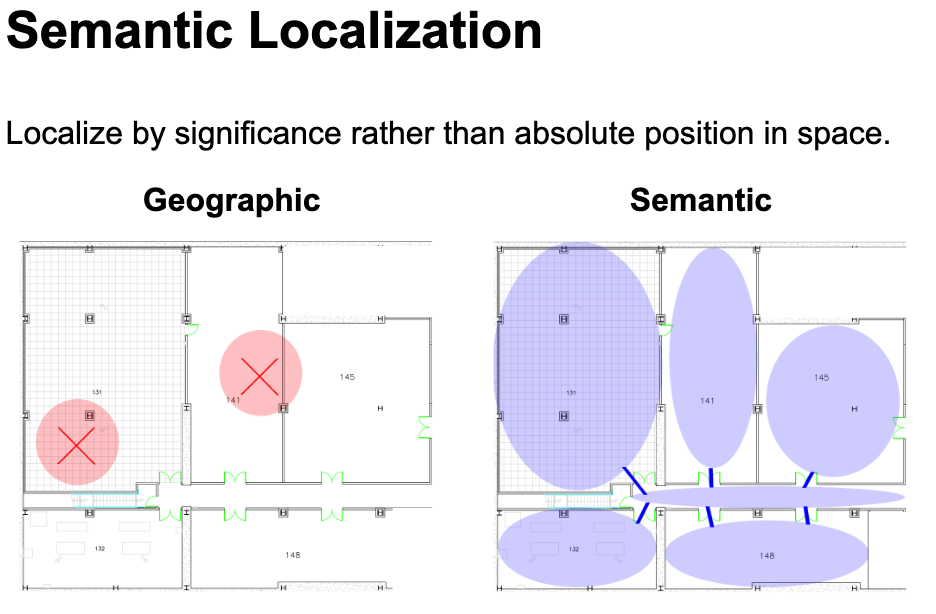 Semantic Localization
Localize by significance rather than absolute position in space.
Geographic
Semantic
131
141
145
H
132
148
131
141
145
H
132
148